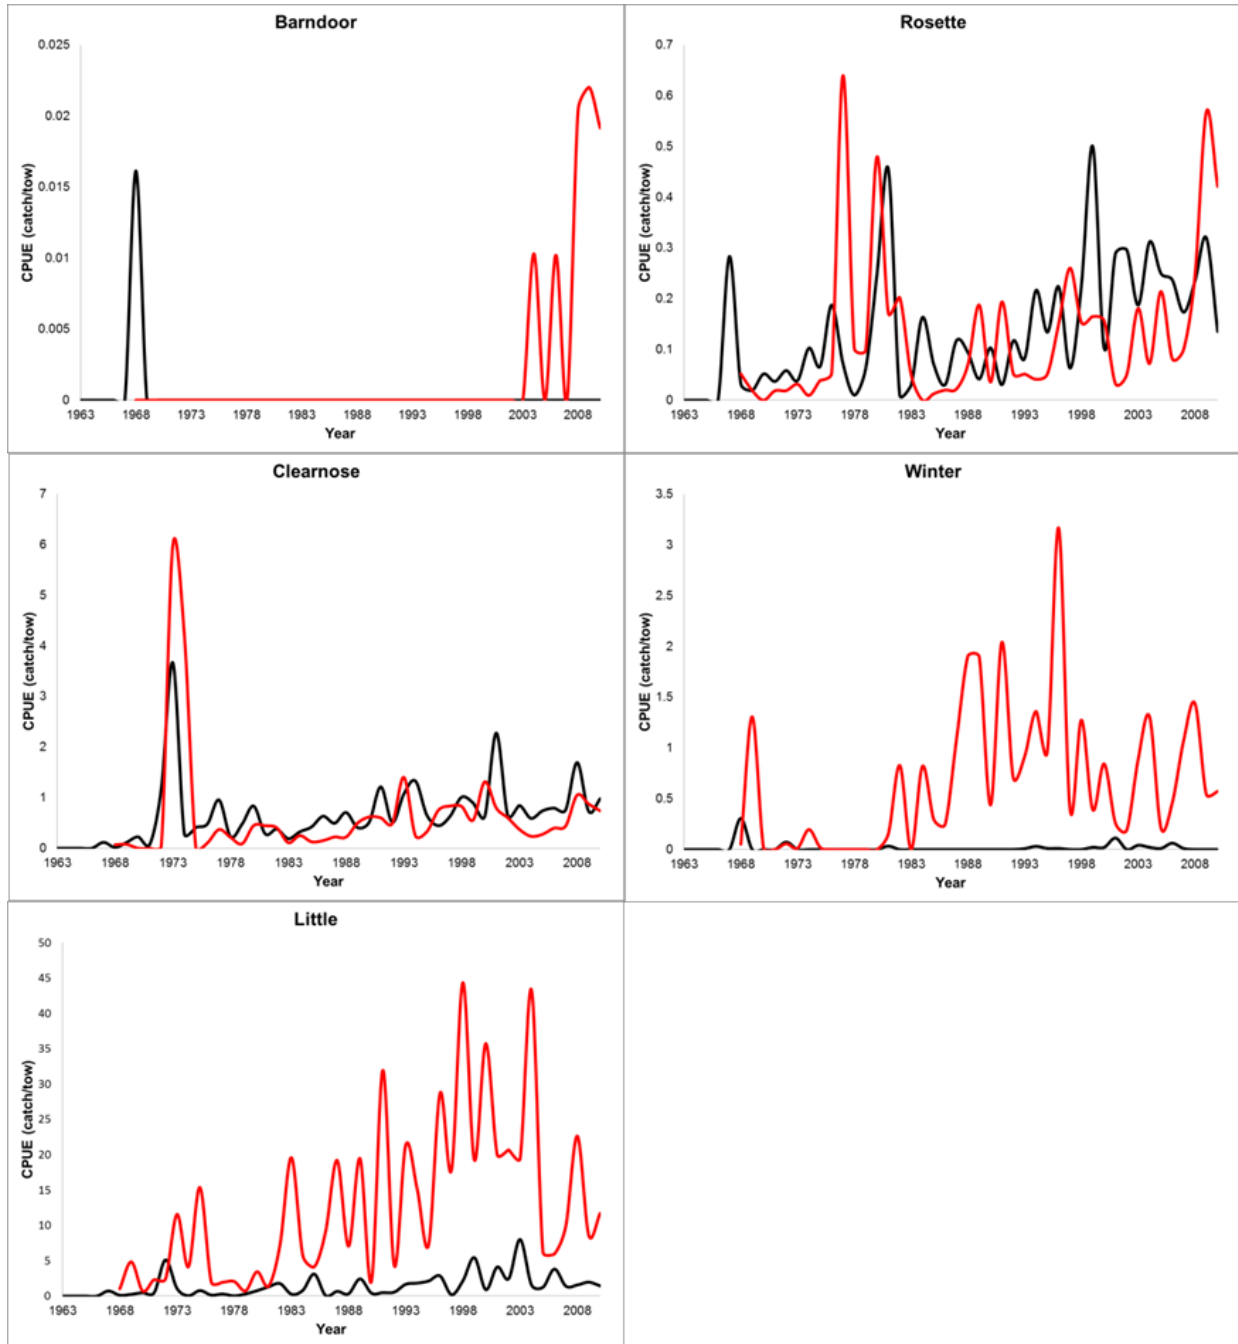 Barndoor
0.025
0.02
0.015
0.01
0.005
0
CPUE (catch/tow)
1963 1968 1973 1978 1983 1988 1993 1998 2003 2008
Year
Rosette
0.7
0.6
0.5
0.4
0.3
0.2
0.1
0
CPUE (catch/tow)
1963 1968 1973 1978 1983 1988 1993 1998 2003 2008
Year
Clearnose
7
6
5
4
3
2
1
0
CPUE (catch/tow)
1963 1968 1973 1978 1983 1988 1993 1998 2003 2008
Year
Winter
3.5
3
2.5
2
1.5
1
0.5
0
CPUE (catch/tow)
1963 1968 1973 1978 1983 1988 1993 1998 2003 2008
Year
Little
50
45
40
35
30
25
20
15
10
5
0
CPUE (catch/tow)
1963 1968 1973 1978 1983 1988 1993 1998 2003 2008
Year